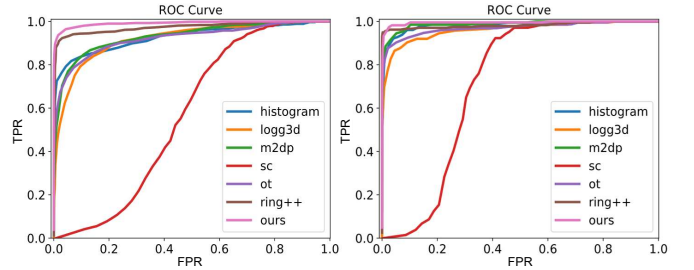 ROC Curve
TPR
1.0
0.8
0.6
0.4
0.2
0.0
histogram
logg3d
m2dp
sc
ot
ring++
ours
0.0 0.2 0.4 0.6 0.8 1.0
FPR
ROC Curve
TPR
1.0
0.8
0.6
0.4
0.2
0.0
histogram
logg3d
m2dp
sc
ot
ring++
ours
0.0 0.2 0.4 0.6 0.8 1.0
FPR